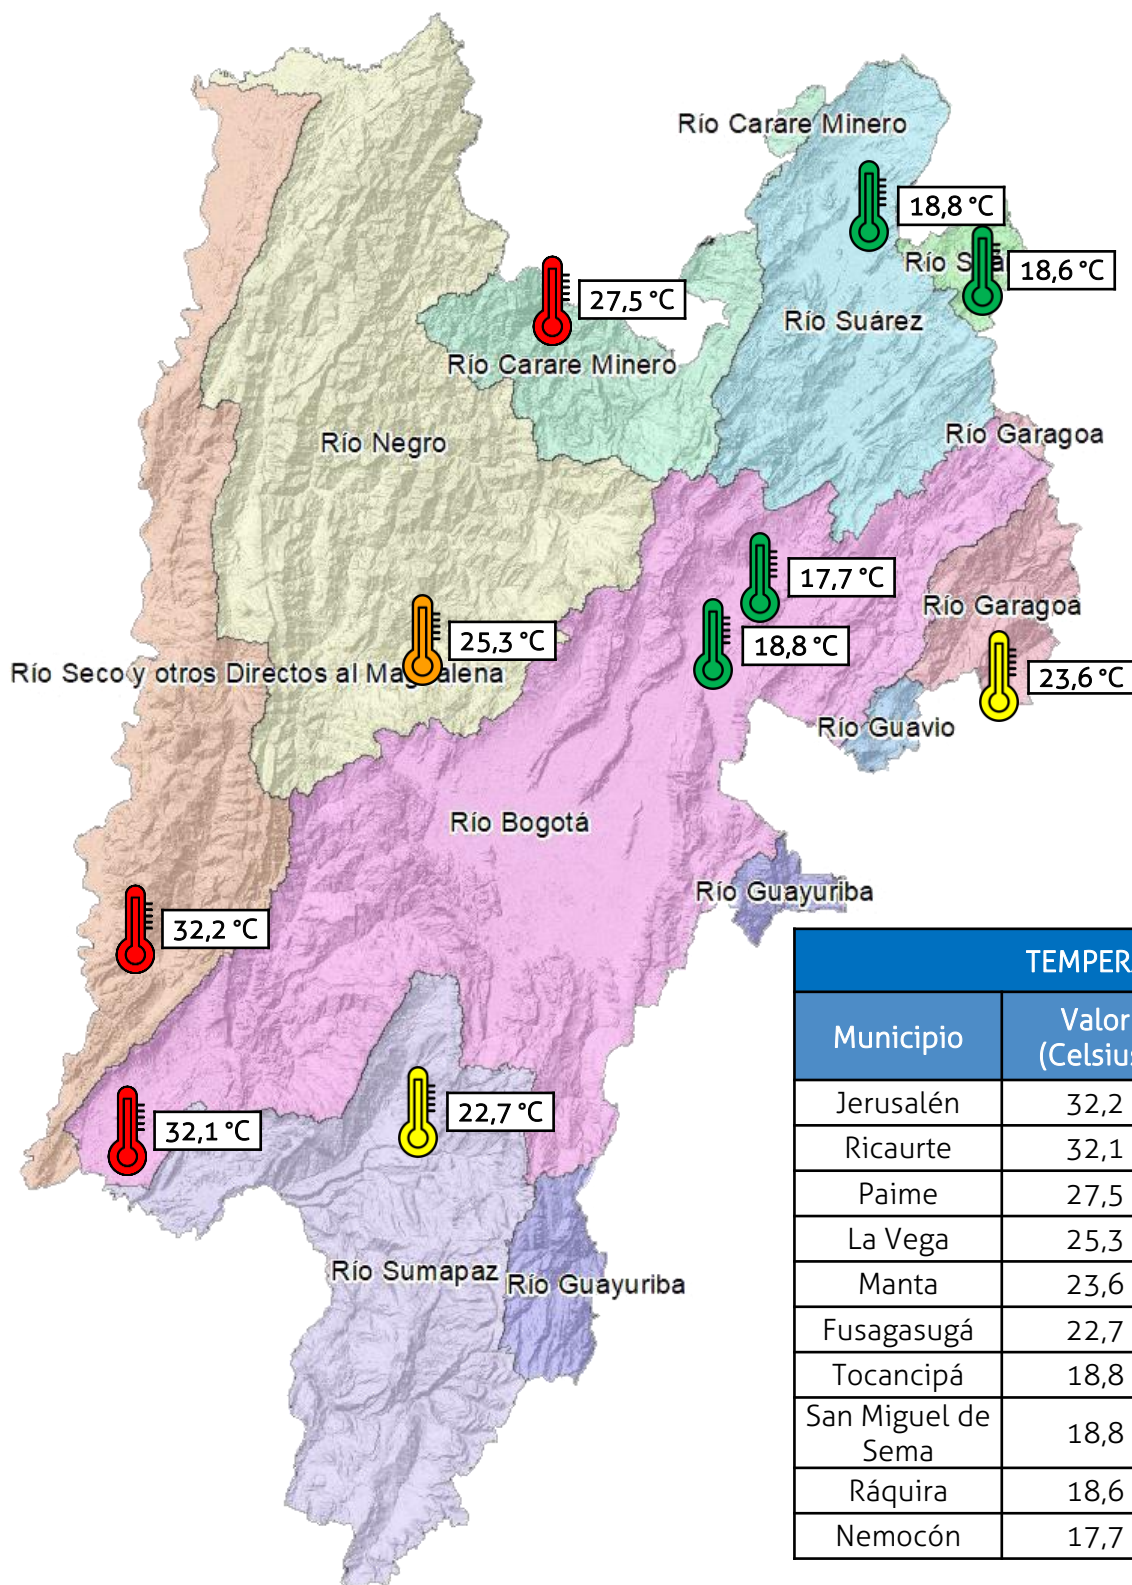 Río Carare Minero
18,8 °C
Río S
18,6 °C
27,5 °C
Río Suárez
Río Carare Minero
Río Negro
Río Garagoa
17,7 °C
Río Garagoa
25,3 °C
18,8 °C
Río Seco y otros Directos al Magdalena
23,6 °C
Río Guavio
Río Bogotá
Río Guayuriba
32,2 °C
22,7 °C
32,1 °C
Río Sumapaz
Río Guayuriba
TEMPER
Municipio
Valor
(Celsius
Jerusalén 32,2
Ricaurte 32,1
Paime 27,5
La Vega 25,3
Manta 23,6
Fusagasugá 22,7
Tocancipá 18,8
San Miguel de
Sema 18,8
Ráquira 18,6
Nemocón 17,7